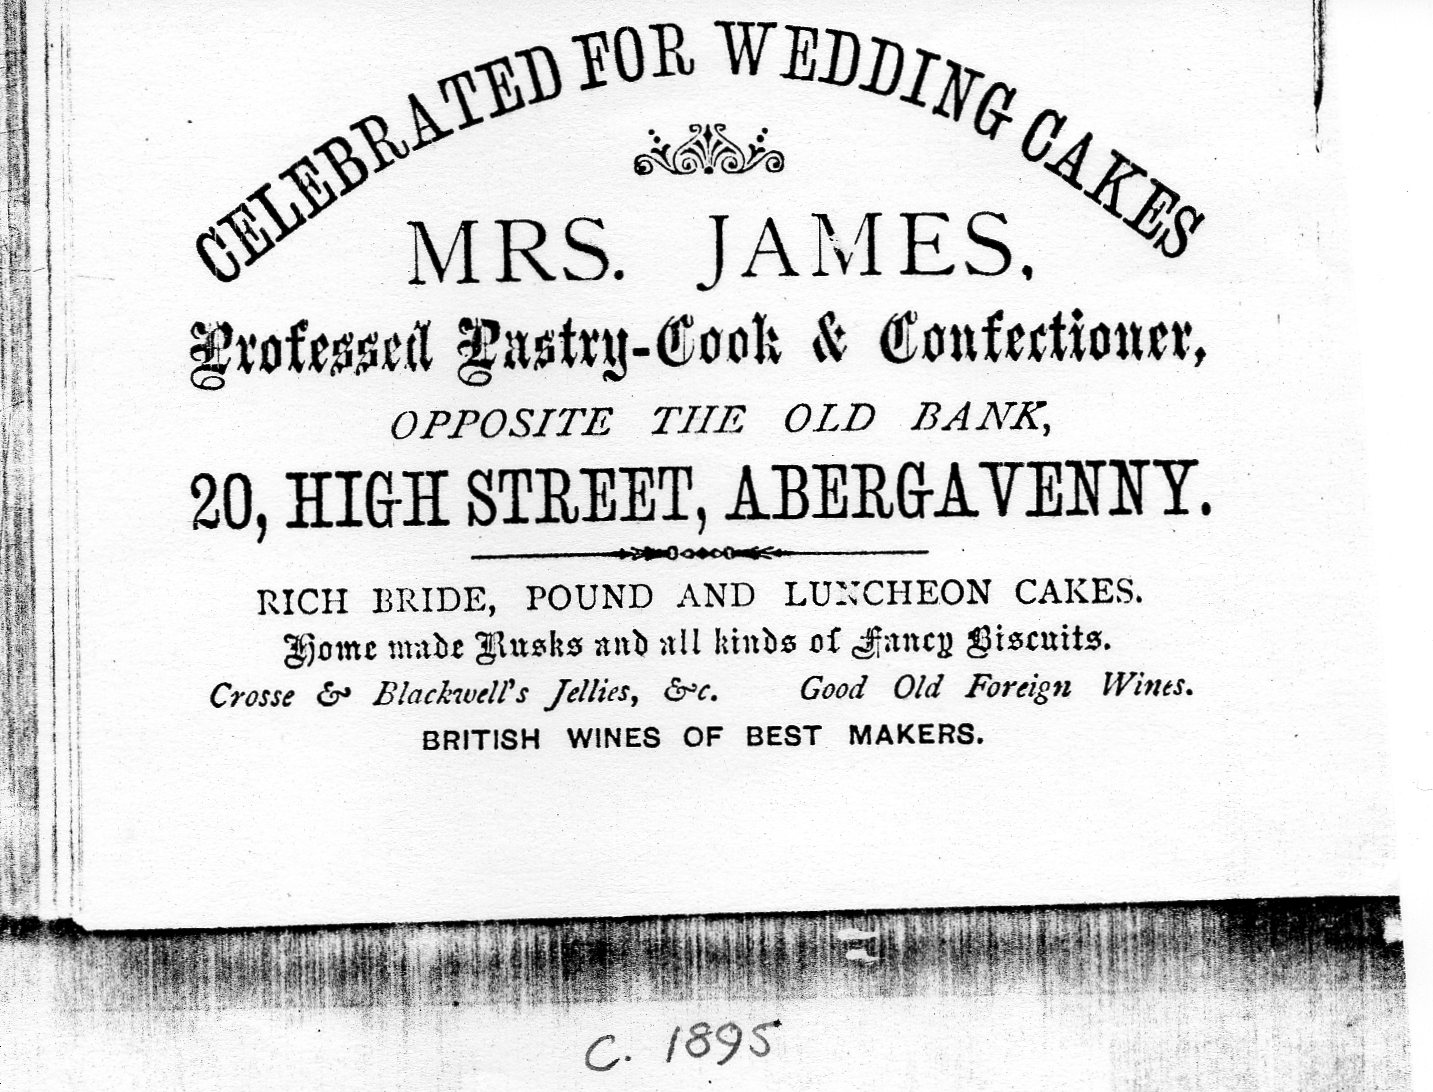 CELEBRATED FOR WEDDING CAKES
MRS. JAMES,
Professed Pastry-Cook & Confectioner,
OPPOSITE THE OLD BANK,
20, HIGH STREET, ABERGAVENNY.
RICH BRIDE, POUND AND LUNCHEON CAKES.
Home made Rusks and all kinds of Fancy Biscuits.
Crosse & Blackwell's Jellies, &c. Good Old Foreign Wines.
BRITISH WINES OF BEST MAKERS.
C. 1895